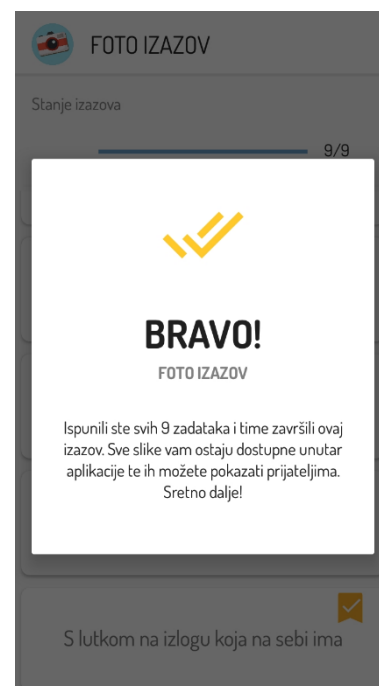 FOTO IZAZOV
Stanje izazova
9/9
BRAVO!
FOTO IZAZOV
Ispunili ste svih 9 zadataka i time završili ovaj
izazov. Sve slike vam ostaju dostupne unutar
aplikacije te ih možete pokazati prijateljima.
Sretno dalje!
S lutkom na izlogu koja na sebi ima